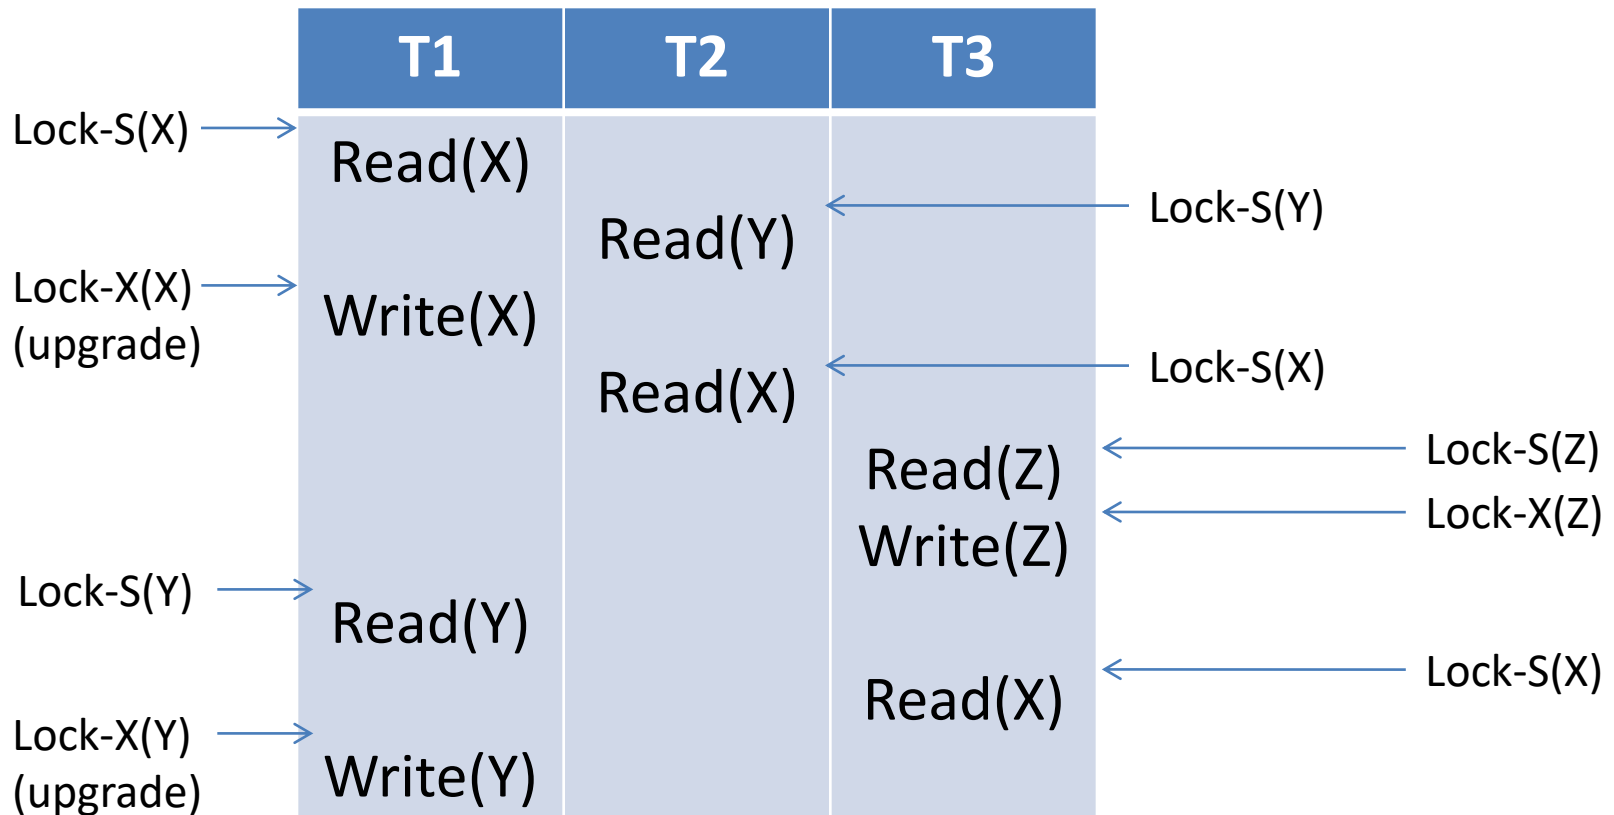 T1 T2 T3
Lock-S(X)
Read(X)
Lock-S(Y)
Read(Y)
Lock-X(X)
(upgrade)
Write(X)
Lock-S(X)
Read(X)
Lock-S(Z)
Read(Z)
Lock-X(Z)
Write(Z)
Lock-S(Y)
Read(Y)
Lock-S(X)
Read(X)
Lock-X(Y)
(upgrade)
Write(Y)